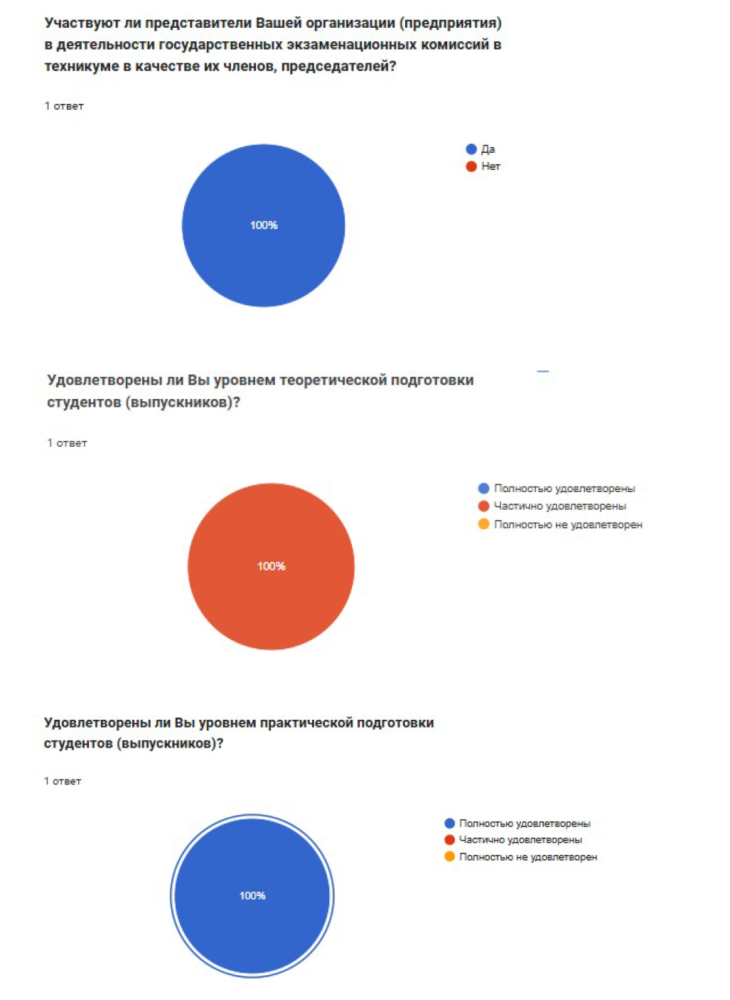 Участвуют ли представители Вашей организации (предприятия)
в деятельности государственных экзаменационных комиссий в
техникуме в качестве их членов, председателей?
1 ответ
Да
Нет
100%
Удовлетворены ли Вы уровнем теоретической подготовки
студентов (выпускников)?
1 ответ
Полностью удовлетворены
Частично удовлетворены
Полностью не удовлетворен
100%
Удовлетворены ли Вы уровнем практической подготовки
студентов (выпускников)?
1 ответ
Полностью удовлетворены
Частично удовлетворены
Полностью не удовлетворен
100%